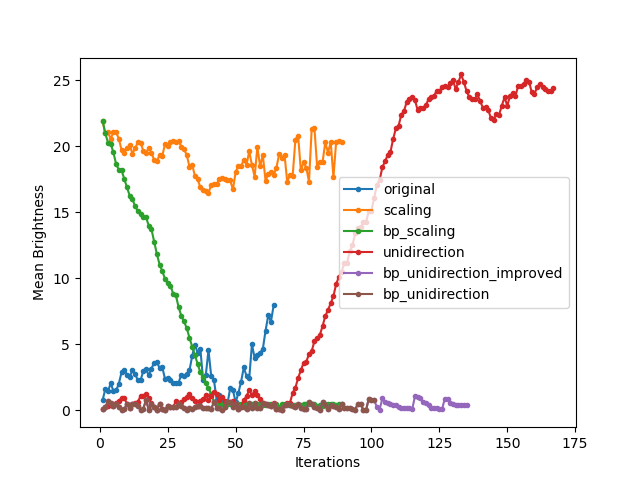 25
20
15
10
5
0
Mean Brightness
original
scaling
bp_scaling
unidirection
bp_unidirection_improved
bp_unidirection
0 25 50 75 100 125 150 175
Iterations